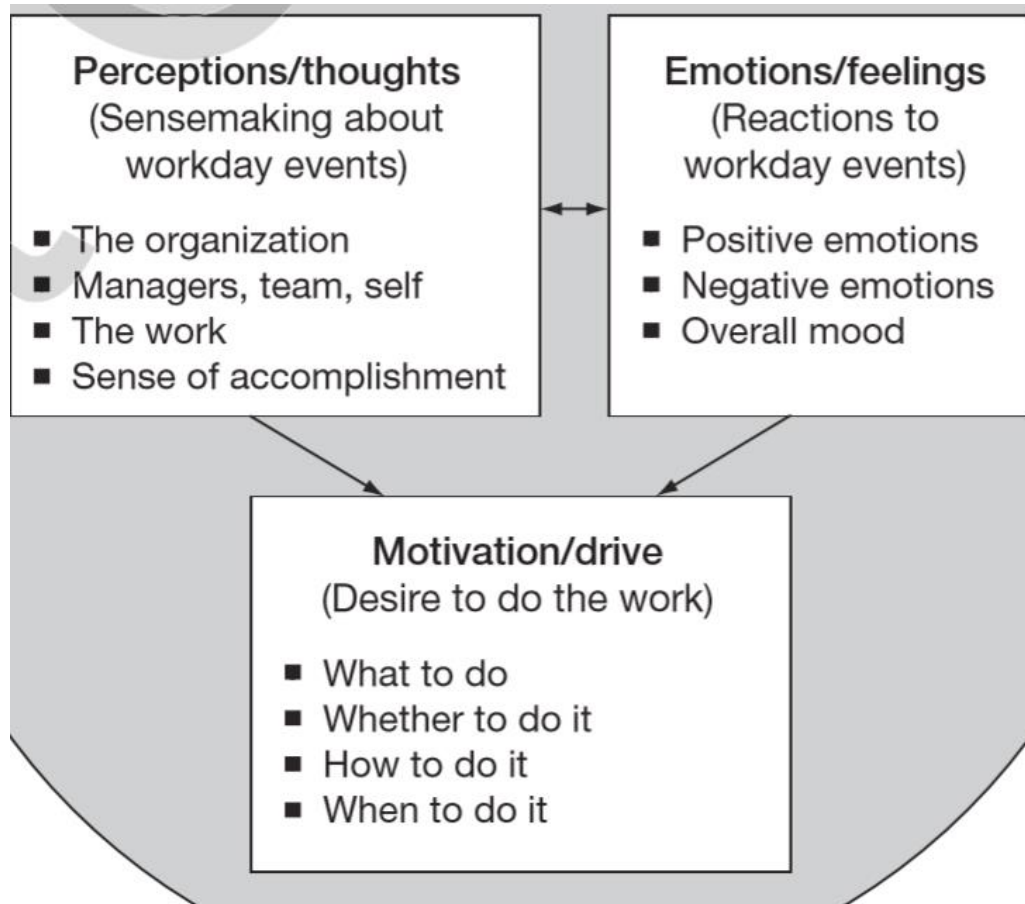 Perceptions/thoughts
(Sensemaking about
workday events)
■ The organization
■ Managers, team, self
■ The work
■ Sense of accomplishment
Emotions/feelings
(Reactions to
workday events)
■ Positive emotions
■ Negative emotions
■ Overall mood
Motivation/drive
(Desire to do the work)
■ What to do
■ Whether to do it
■ How to do it
■ When to do it